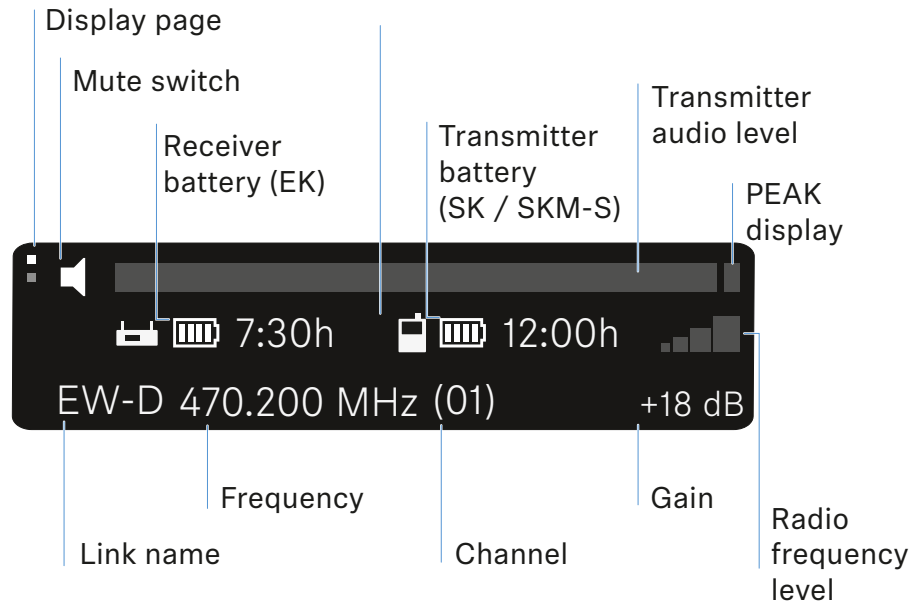 Display page
Mute switch
Receiver
battery (EK)
Transmitter
battery
(SK / SKM-S)
Transmitter
audio level
PEAK
display
7:30h
12:00h
EW-D 470.200 MHz (01)
+18 dB
Frequency
Gain
Link name
Channel
Radio
frequency
level